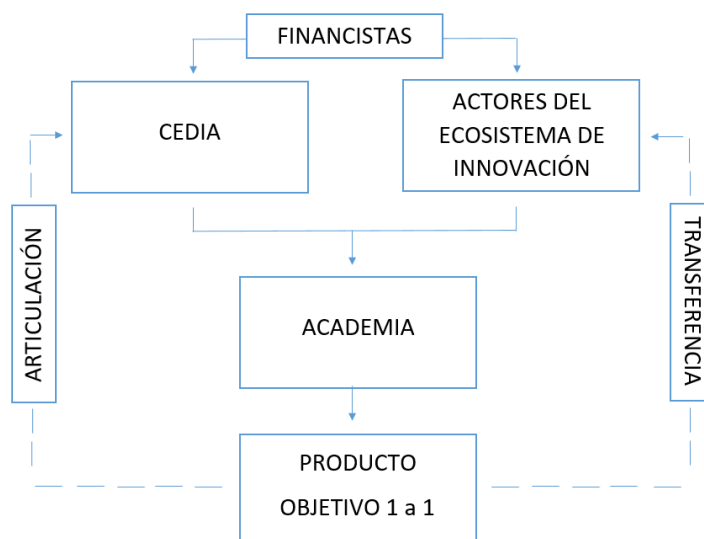 FINANCISTAS
CEDIA
ACTORES DEL
ECOSISTEMA DE
INNOVACIÓN
ARTICULACIÓN
TRANSFERENCIA
ACADEMIA
PRODUCTO
OBJETIVO 1 a 1